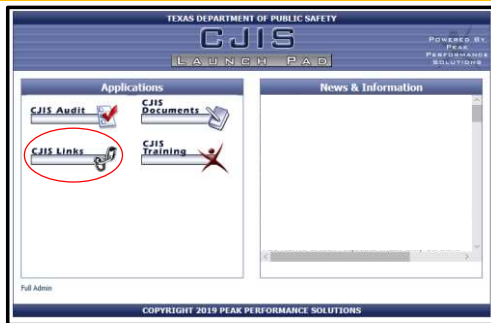 TEXAS DEPARTMENT OF PUBLIC SAFETY
CJIS
LAUNCH PAD
POWERED BY
PEAK
PERFORMANCE
SOLUTIONS
Applications
CJIS Audit
CJIS
Documents
CJIS Links
CJIS
Training
News & Information
Full Admin
COPYRIGHT 2019 PEAK PERFORMANCE SOLUTIONS